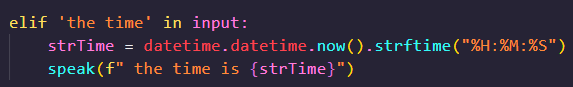 elif 'the time' in input:
    strTime = datetime.datetime.now().strftime("%H:%M:%S")
    speak(f" the time is {strTime}")